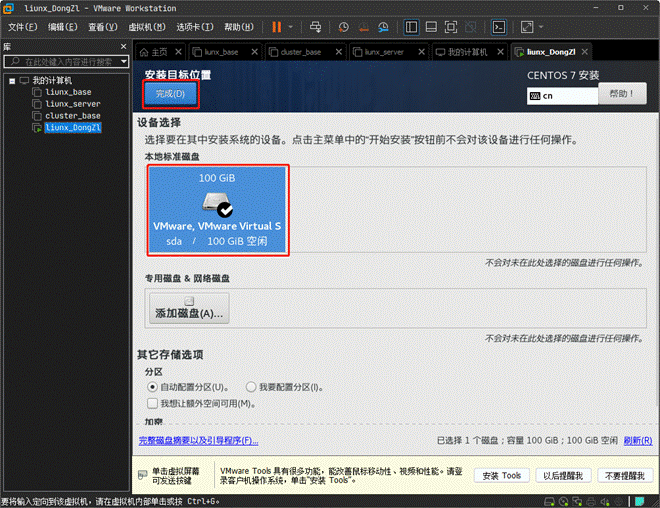 liunx_DongZl - VMware Workstation
文件(F) 编辑(E) 查看(V) 虚拟机(M) 选项卡(T) 帮助(H)
库
在此处键入内容进行搜索
我的计算机
liunx_base
liunx_server
cluster_base
liunx_DongZl
主页 liunx_base cluster_base liunx_server 我的计算机 liunx_DongZl
安装目标位置
完成(D)
CENTOS 7 安装
cn
帮助！
设备选择
选择要在其中安装系统的设备。点击主菜单中的“开始安装”按钮前不会对该设备进行任何操作。
本地标准磁盘
100 GiB
VMware, VMware Virtual S
sda / 100 GiB 空闲
不会对未在此处选择的磁盘进行任何操作。
专用磁盘 & 网络磁盘
添加磁盘(A)...
不会对未在此处选择的磁盘进行任何操作。
其它存储选项
分区
自动配置分区(U)。 我要配置分区(I)。
我想让额外空间可用(M)。
加密
完整磁盘摘要以及引导程序(F)...
已选择 1 个磁盘；容量 100 GiB；100 GiB 空闲 刷新(R)
单击虚拟屏幕
可发送按键
VMware Tools 具有很多功能，能改善鼠标移动性、视频和性能。请登
录客户机操作系统，单击“安装 Tools”。
安装 Tools 以后提醒我 不要提醒我
要将输入定向到该虚拟机，请在虚拟机内部单击或按 Ctrl+G。